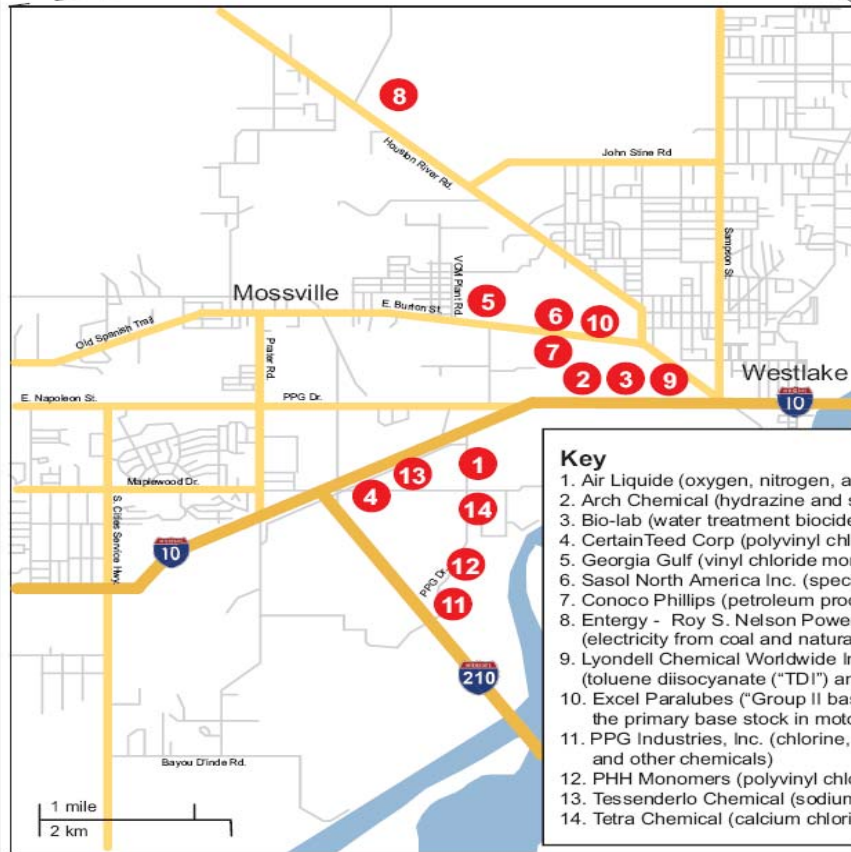 8
Houston River Rd.
John Stine Rd
Sampson St.
VCM Plant Rd.
Mossville
5
E. Burton St.
6
10
Old Spanish Trail
Prater Rd.
7
2
3
9
Westlake
10
E. Napoleon St.
PPG Dr.
1
13
Maplewood Dr.
4
14
S. Cities Service Hwy.
10
12
PPG Dr.
11
210
Bayou D'inde Rd.
1 mile
2 km
Key
1. Air Liquide (oxygen, nitrogen, a
2. Arch Chemical (hydrazine and s
3. Bio-lab (water treatment biocide
4. CertainTeed Corp (polyvinyl chl
5. Georgia Gulf (vinyl chloride mo
6. Sasol North America Inc. (spec
7. Conoco Phillips (petroleum pro
8. Entergy - Roy S. Nelson Power
(electricity from coal and natura
9. Lyondell Chemical Worldwide In
(toluene diisocyanate (“TDI”) an
10. Excel Paralubes (“Group II bas
the primary base stock in moto
11. PPG Industries, Inc. (chlorine,
and other chemicals)
12. PHH Monomers (polyvinyl chl
13. Tessenderlo Chemical (sodium
14. Tetra Chemical (calcium chlori